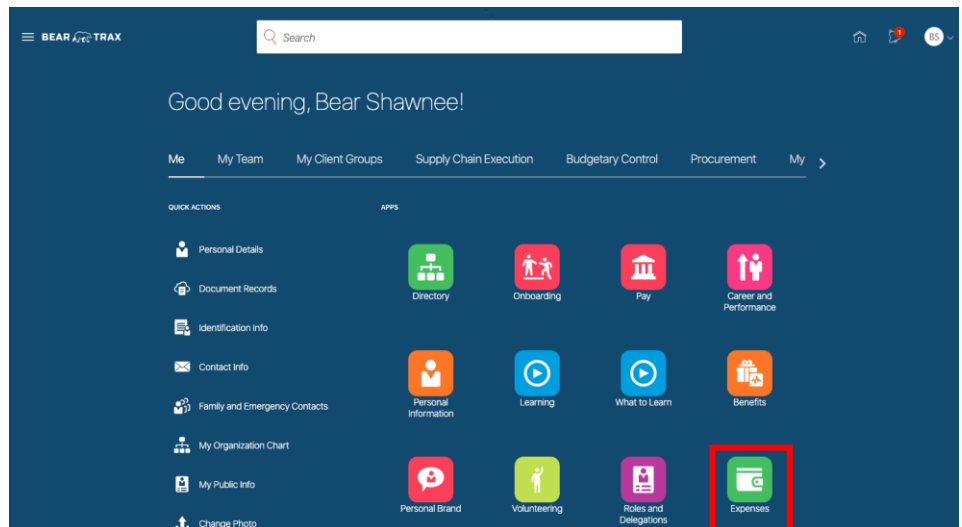 BEAR TRAX
Search
1
BS
Good evening, Bear Shawnee!
Me My Team My Client Groups Supply Chain Execution Budgetary Control Procurement My
QUICK ACTIONS
APPS
Personal Details
Document Records
Identification Info
Contact Info
Family and Emergency Contacts
My Organization Chart
My Public Info
Change Photo
Directory
Onboarding
Pay
Career and
Performance
Personal
Information
Learning
What to Learn
Benefits
Personal Brand
Volunteering
Roles and
Delegations
Expenses